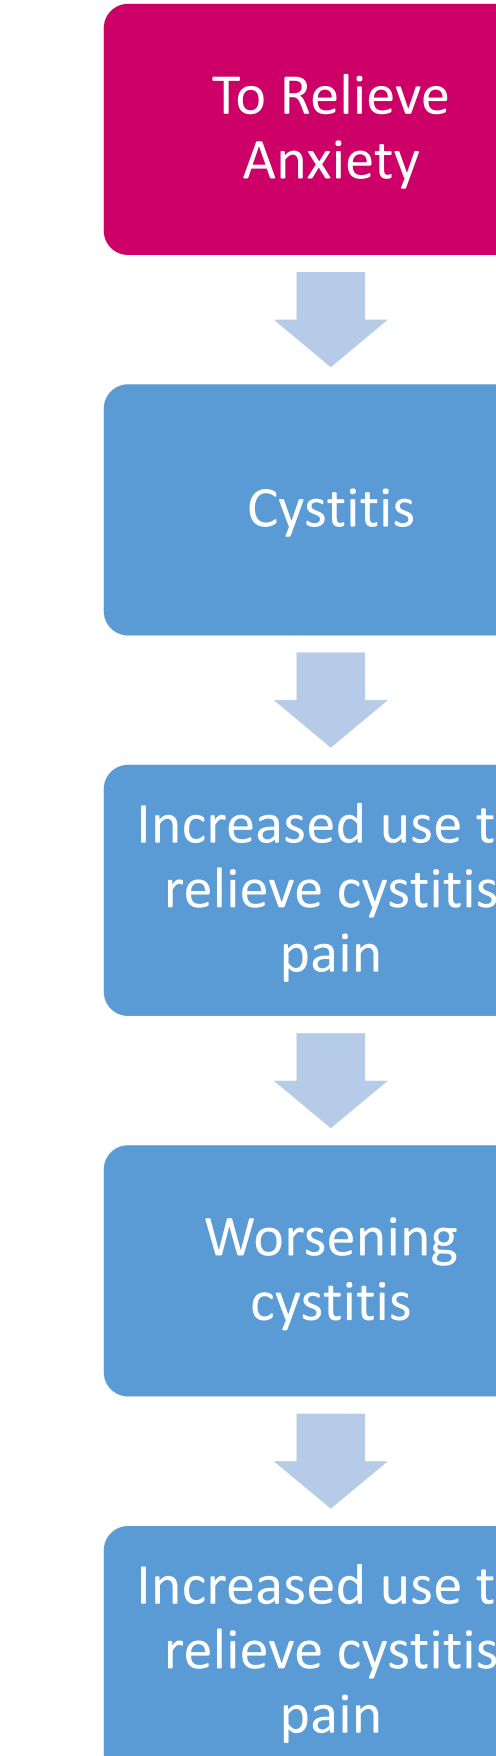 To Relieve
Anxiety
Cystitis
Increased use t
relieve cystitis
pain
Worsening
cystitis
Increased use t
relieve cystitis
pain